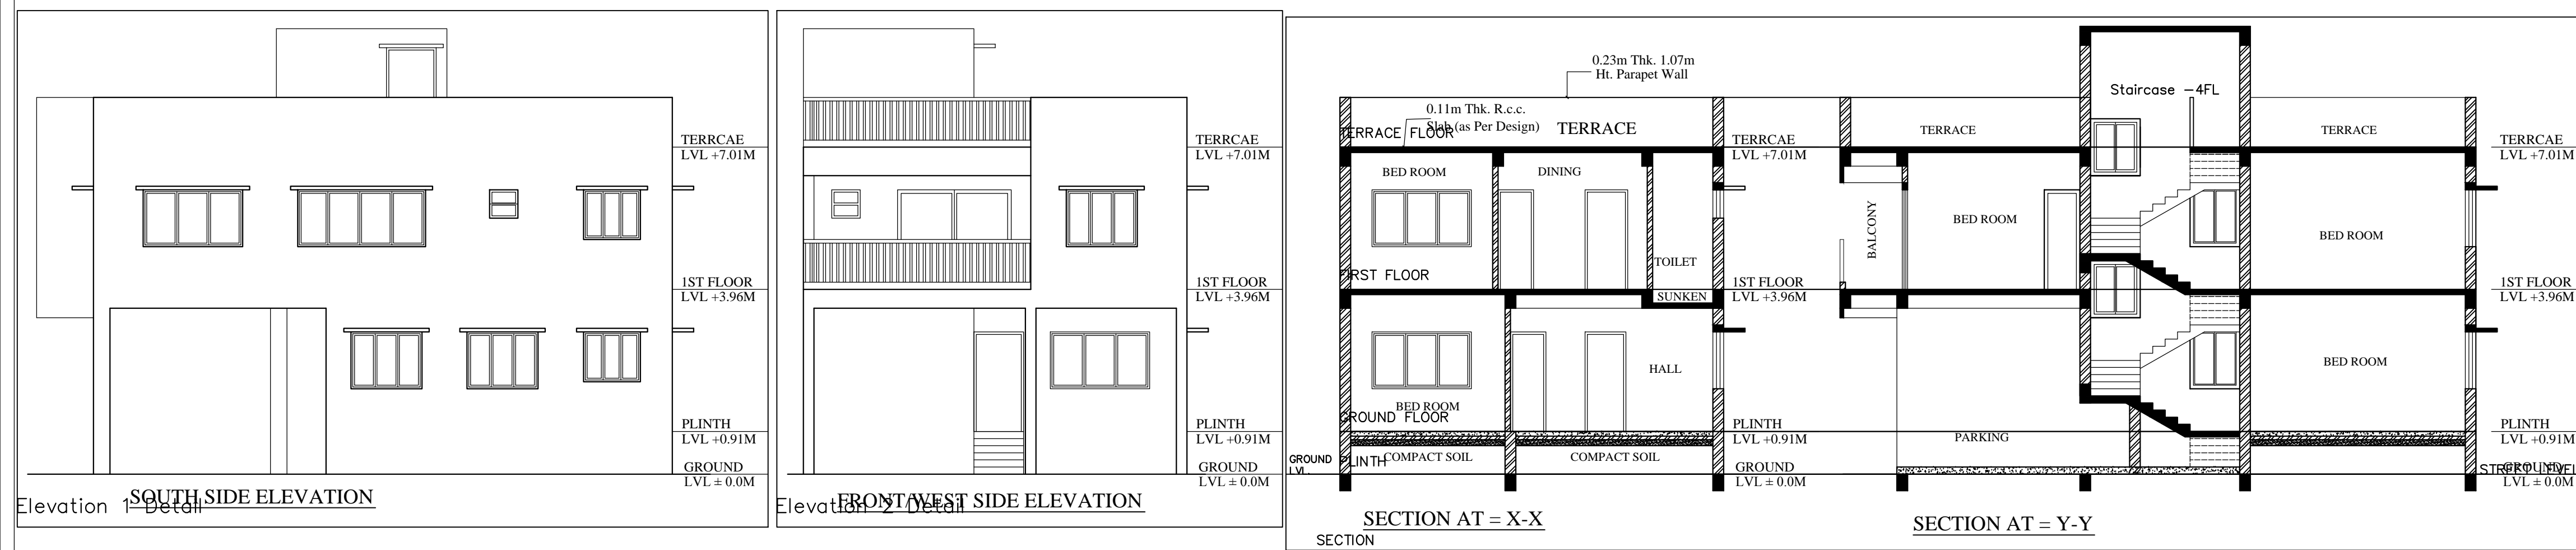 TERRCAE
LVL +7.01M
1ST FLOOR
LVL +3.96M
PLINTH
LVL +0.91M
GROUND
LVL ± 0.0M
SOUTH SIDE ELEVATION
Elevation 1 Detail
TERRCAE
LVL +7.01M
1ST FLOOR
LVL +3.96M
PLINTH
LVL +0.91M
GROUND
LVL ± 0.0M
FRONT/WEST SIDE ELEVATION
Elevation 2 Detail
0.23m Thk. 1.07m
Ht. Parapet Wall
0.11m Thk. R.c.c.
Slab (as Per Design)
TERRACE
TERRACE FLOOR
BED ROOM
DINING
TOILET
FIRST FLOOR
SUNKEN
HALL
BED ROOM
GROUND FLOOR
GROUND
LVL.
PLINTH
COMPACT SOIL
COMPACT SOIL
TERRCAE
LVL +7.01M
1ST FLOOR
LVL +3.96M
PLINTH
LVL +0.91M
GROUND
LVL ± 0.0M
SECTION AT = X-X
SECTION
Staircase -4FL
TERRACE
TERRACE
BALCONY
BED ROOM
BED ROOM
BED ROOM
PARKING
TERRCAE
LVL +7.01M
1ST FLOOR
LVL +3.96M
PLINTH
LVL +0.91M
GROUND
STREET LEVEL
LVL ± 0.0M
SECTION AT = Y-Y